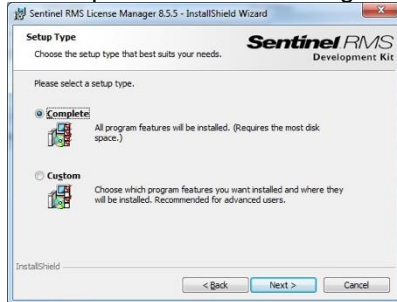 Sentinel RMS License Manager 8.5.5 - InstallShield Wizard
Setup Type
Choose the setup type that best suits your needs.
Sentinel RMS
Development Kit
Please select a setup type.
Complete
All program features will be installed. (Requires the most disk
space.)
Custom
Choose which program features you want installed and where they
will be installed. Recommended for advanced users.
InstallShield
< Back
Next >
Cancel